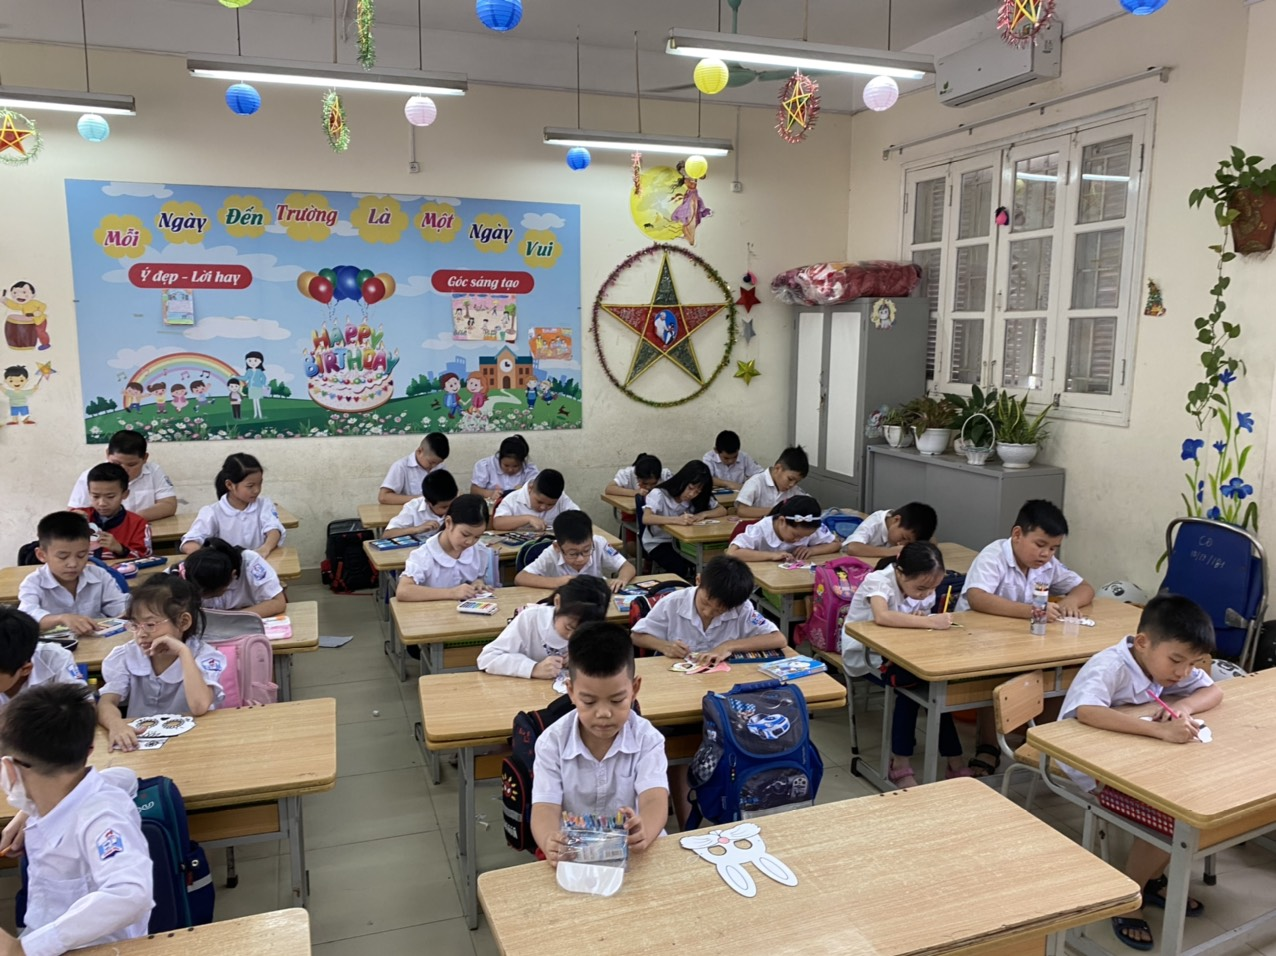 Mỗi Ngày Đến Trường Là Một Ngày Vui
Ý đẹp - Lời hay
Góc sáng tạo
HAPPY
BIRTHDAY